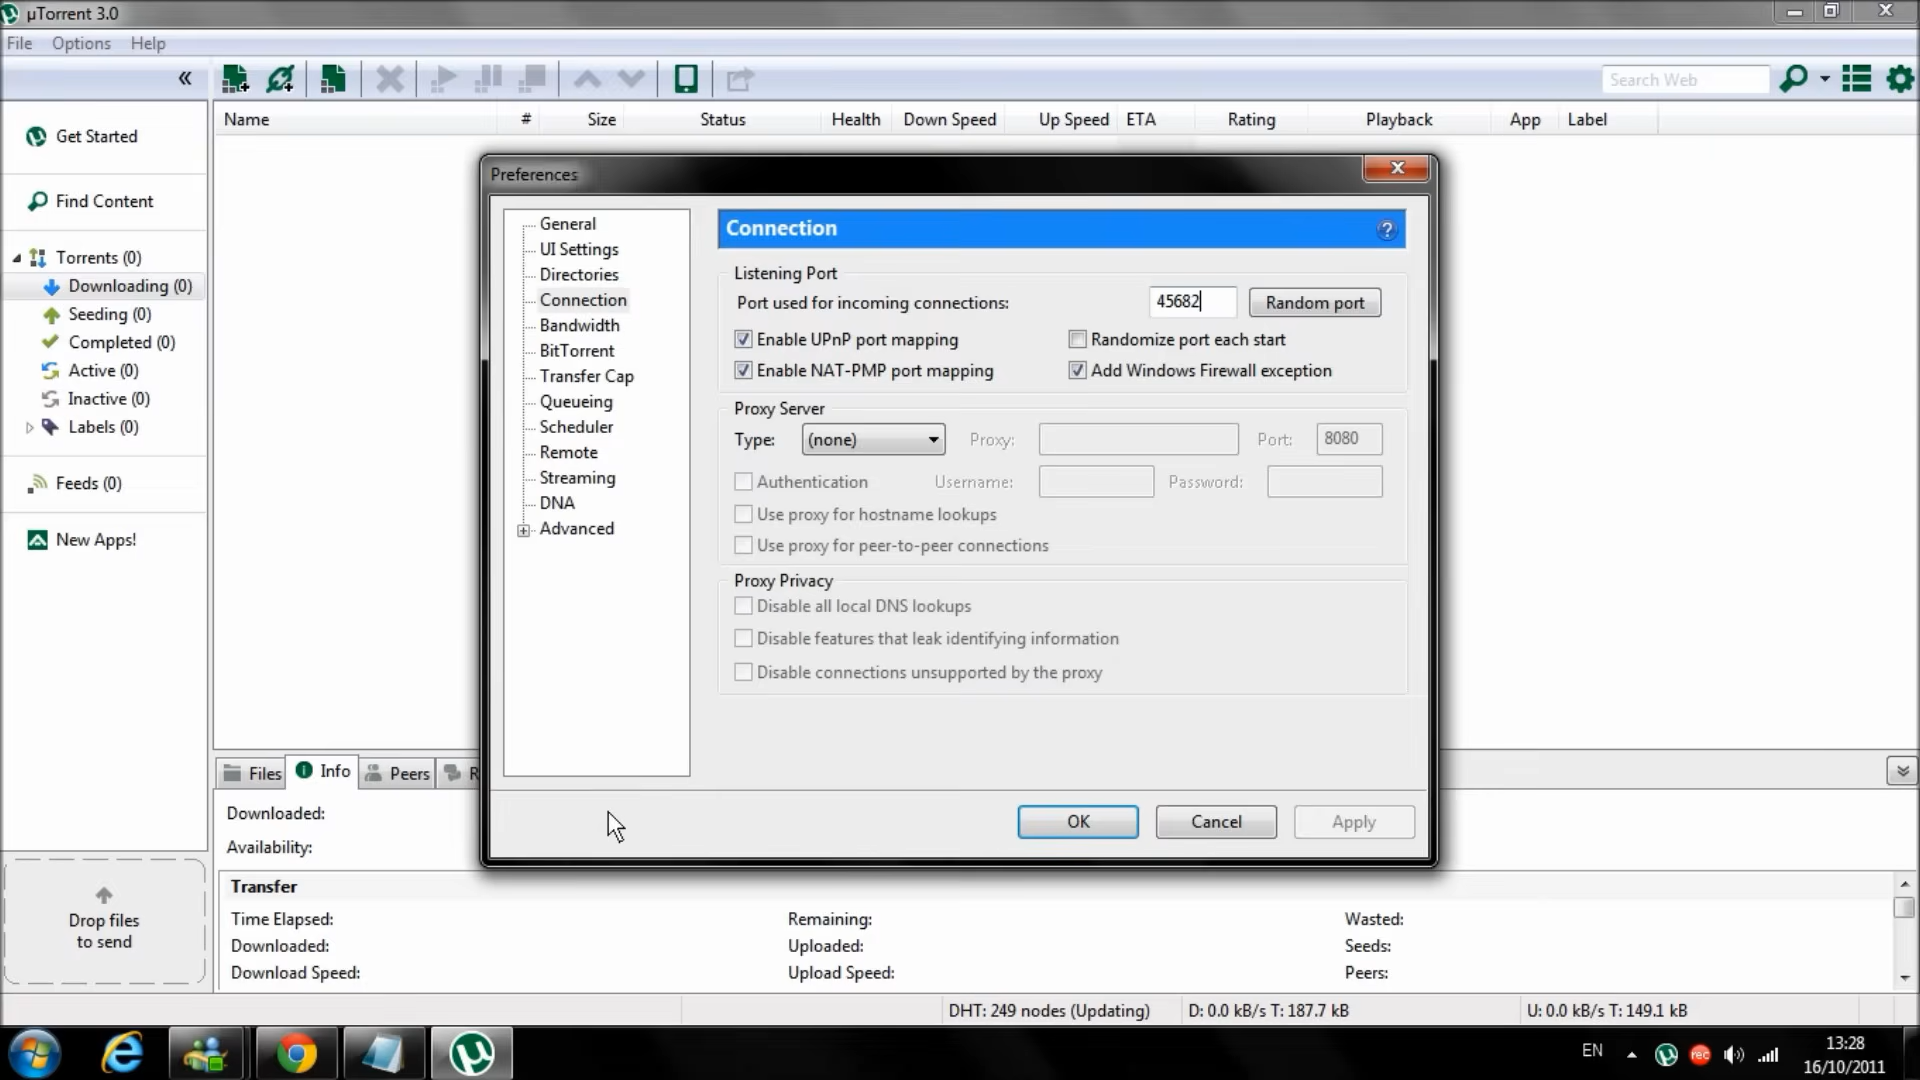 µTorrent 3.0
File Options Help
Search Web
Name # Size Status Health Down Speed Up Speed ETA Rating Playback App Label
Get Started
Find Content
Torrents (0)
Downloading (0)
Seeding (0)
Completed (0)
Active (0)
Inactive (0)
Labels (0)
Feeds (0)
New Apps!
Drop files
to send
Preferences
General
UI Settings
Directories
Connection
Bandwidth
BitTorrent
Transfer Cap
Queueing
Scheduler
Remote
Streaming
DNA
Advanced
Connection
Listening Port
Port used for incoming connections: 45682 Random port
Enable UPnP port mapping Randomize port each start
Enable NAT-PMP port mapping Add Windows Firewall exception
Proxy Server
Type: (none) Proxy: Port: 8080
Authentication Username: Password:
Use proxy for hostname lookups
Use proxy for peer-to-peer connections
Proxy Privacy
Disable all local DNS lookups
Disable features that leak identifying information
Disable connections unsupported by the proxy
OK Cancel Apply
Files Info Peers R
Downloaded:
Availability:
Transfer
Time Elapsed: Remaining: Wasted:
Downloaded: Uploaded: Seeds:
Download Speed: Upload Speed: Peers:
DHT: 249 nodes (Updating) D: 0.0 kB/s T: 187.7 kB U: 0.0 kB/s T: 149.1 kB
EN rec 13:28
16/10/2011